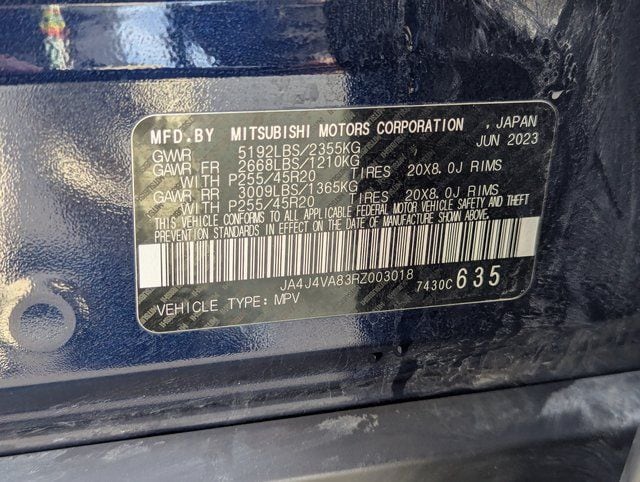 MFD.BY MITSUBISHI MOTORS CORPORATION , JAPAN
JUN 2023
GVWR 5192LBS/2355KG
GAWR FR 2668LBS/1210KG
WITH P255/45R20 TIRES 20X8.0J RIMS
GAWR RR 3009LBS/1365KG
WITH P255/45R20 TIRES 20X8.0J RIMS
THIS VEHICLE CONFORMS TO ALL APPLICABLE FEDERAL MOTOR VEHICLE SAFETY AND THEFT
PREVENTION STANDARDS IN EFFECT ON THE DATE OF MANUFACTURE SHOWN ABOVE.
JA4J4VA83RZ003018
7430C 635
VEHICLE TYPE: MPV